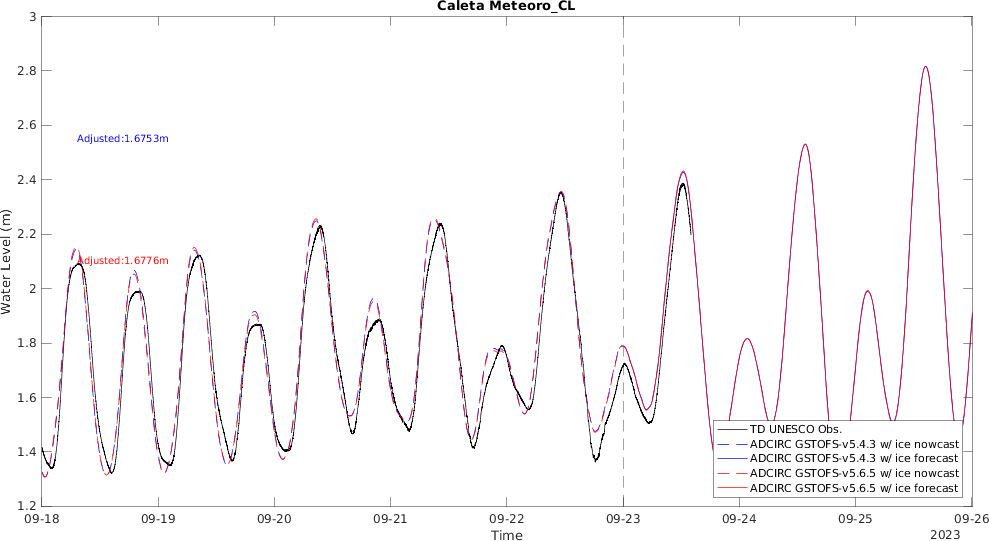 Caleta Meteoro_CL
3
2.8
2.6
2.4
2.2
2
1.8
1.6
1.4
1.2
Water Level (m)
Adjusted:1.6753m
Adjusted:1.6776m
TD UNESCO Obs.
ADCIRC GSTOFS-v5.4.3 w/ ice nowcast
ADCIRC GSTOFS-v5.4.3 w/ ice forecast
ADCIRC GSTOFS-v5.6.5 w/ ice nowcast
ADCIRC GSTOFS-v5.6.5 w/ ice forecast
09-18 09-19 09-20 09-21 09-22 09-23 09-24 09-25 09-26
Time
2023